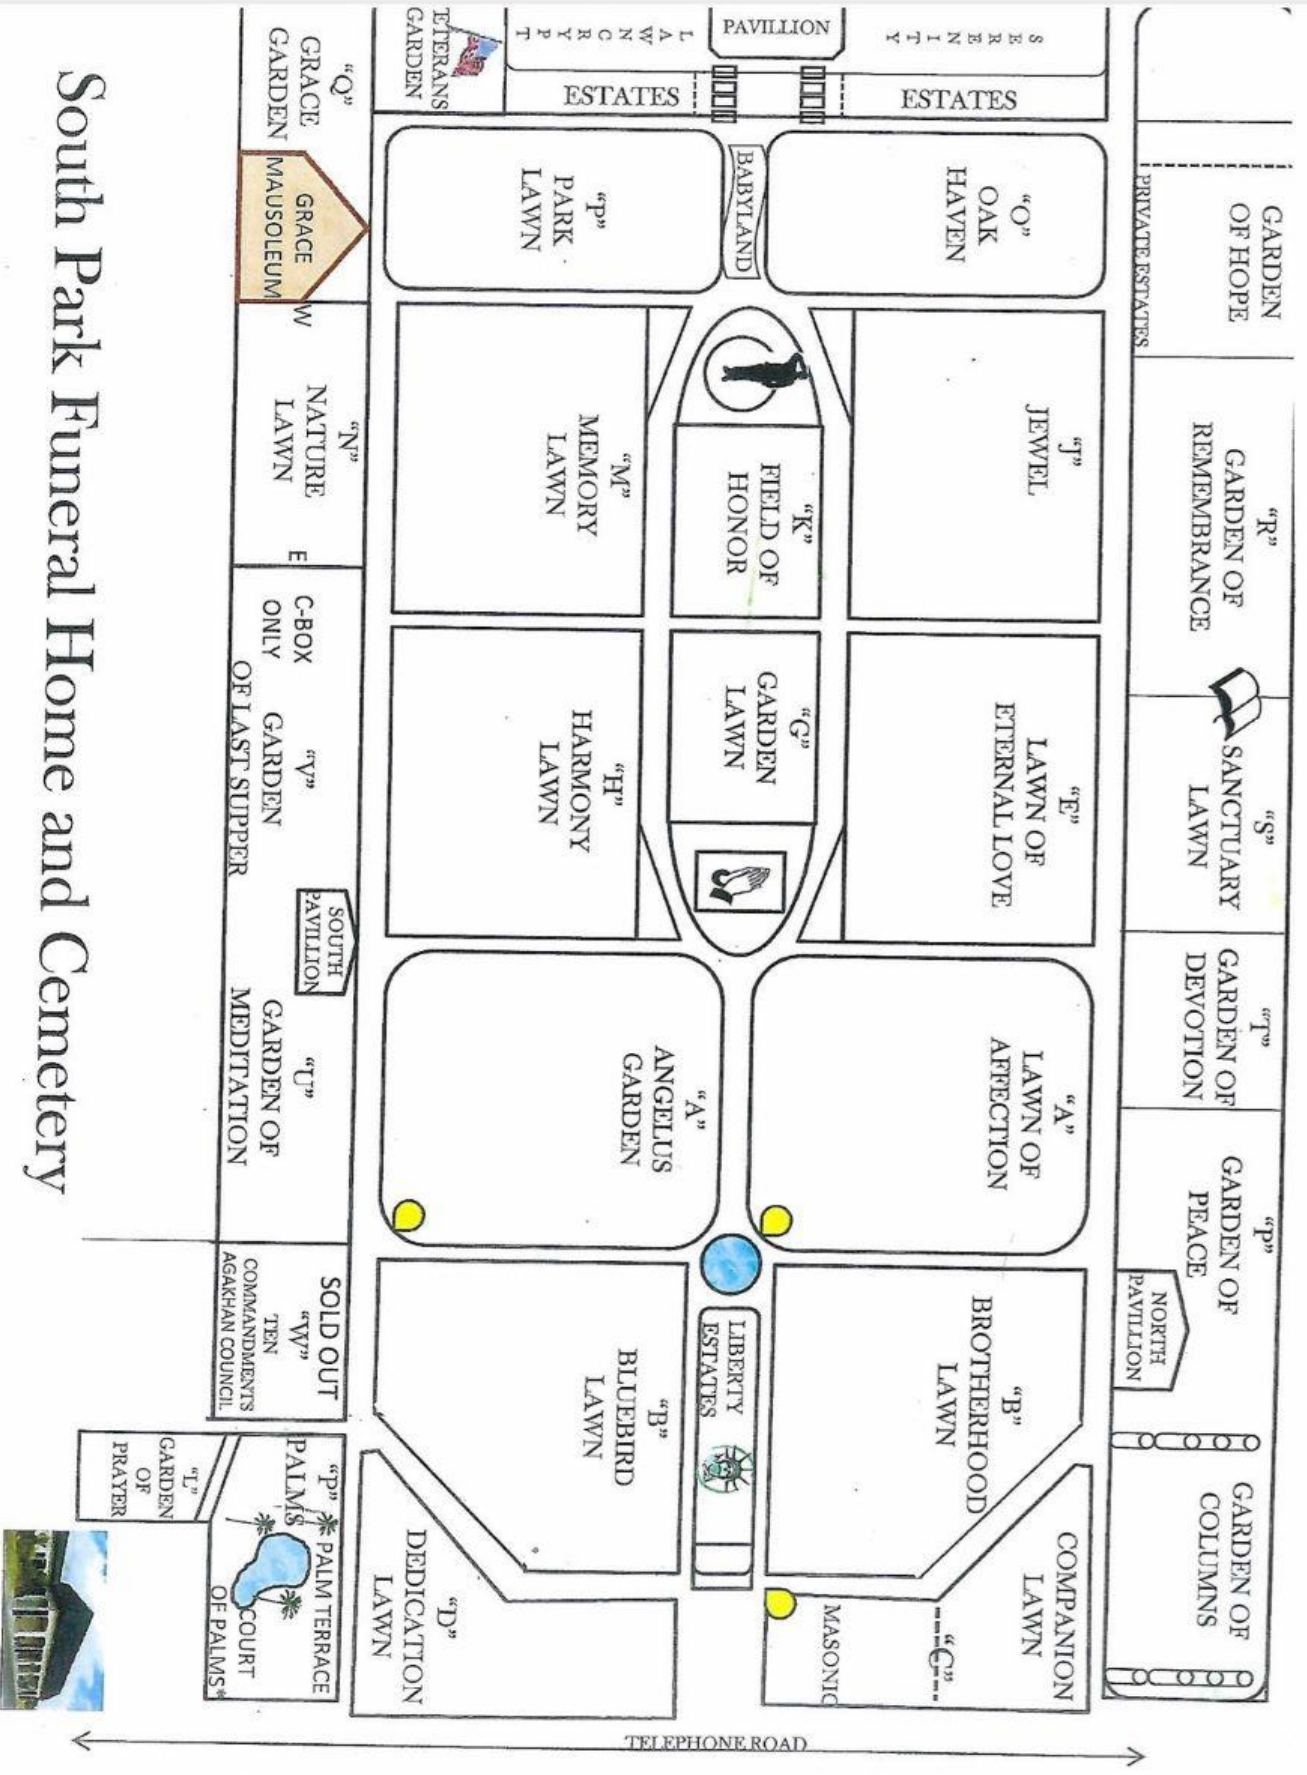 South Park Funeral Home and Cemetery
GARDEN
OF HOPE
PRIVATE ESTATES
"R"
GARDEN OF
REMEMBRANCE
"S"
SANCTUARY
LAWN
"T"
GARDEN OF
DEVOTION
"P"
GARDEN OF
PEACE
NORTH
PAVILLION
GARDEN OF
COLUMNS
SERENITY
ESTATES
PAVILLION
LAWN CRYPT
ESTATES
ETERANS
GARDEN
"O"
OAK
HAVEN
BABYLAND
"P"
PARK
LAWN
"J"
JEWEL
"K"
FIELD OF
HONOR
"M"
MEMORY
LAWN
"E"
LAWN OF
ETERNAL LOVE
"G"
GARDEN
LAWN
"H"
HARMONY
LAWN
"A"
LAWN OF
AFFECTION
"A"
ANGELUS
GARDEN
"B"
BROTHERHOOD
LAWN
LIBERTY
ESTATES
"B"
BLUEBIRD
LAWN
COMPANION
LAWN
"C"
MASONIC
"D"
DEDICATION
LAWN
"Q"
GRACE
GARDEN
GRACE
MAUSOLEUM
W
"N"
NATURE
LAWN
E
C-BOX
ONLY
"V"
GARDEN
OF LAST SUPPER
SOUTH
PAVILLION
"U"
GARDEN OF
MEDITATION
SOLD OUT
"W"
TEN
COMMANDMENTS
AGAKHAN COUNCIL
"P"
PALMS
PALM TERRACE
COURT
OF PALMS*
"L"
GARDEN
OF
PRAYER
TELEPHONE ROAD